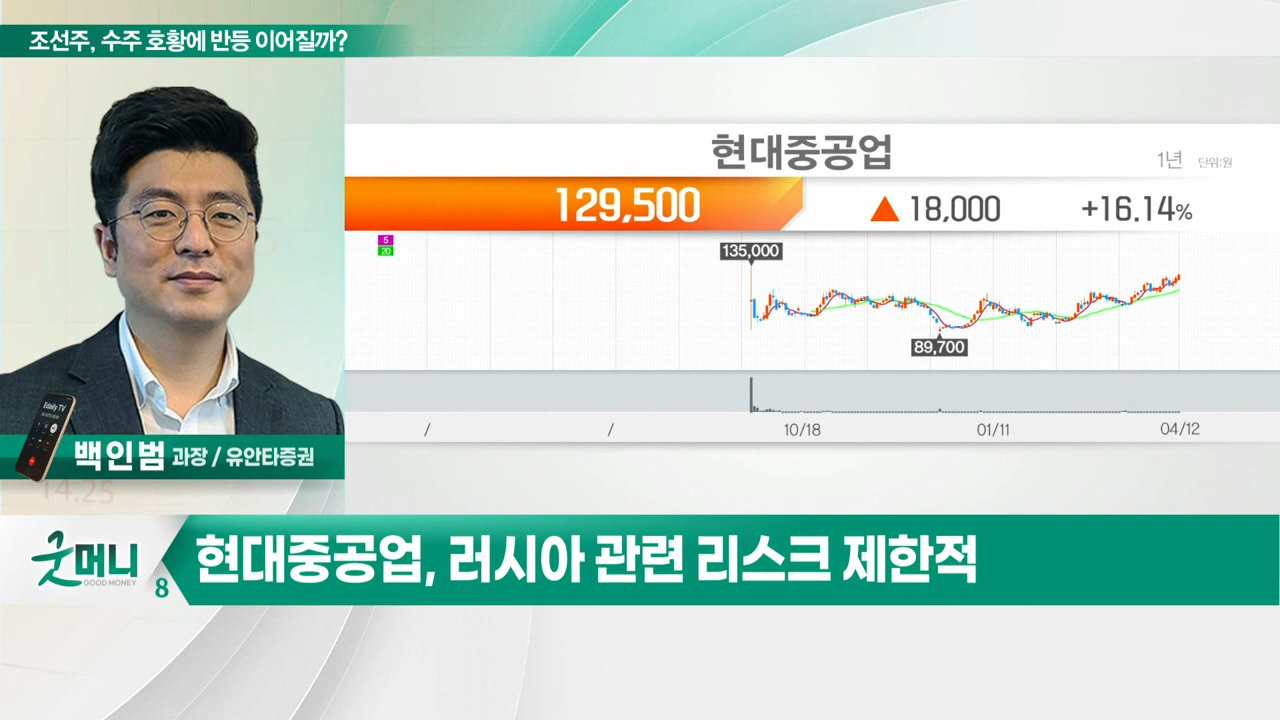 조선주, 수주 호황에 반등 이어질까?
현대중공업
1년 단위:원
129,500 ▲ 18,000 +16.14%
5
20
135,000
89,700
/ / 10/18 01/11 04/12
Edaily TV
백인범 과장 / 유안타증권
14.25
굿머니
GOOD MONEY
8
현대중공업, 러시아 관련 리스크 제한적